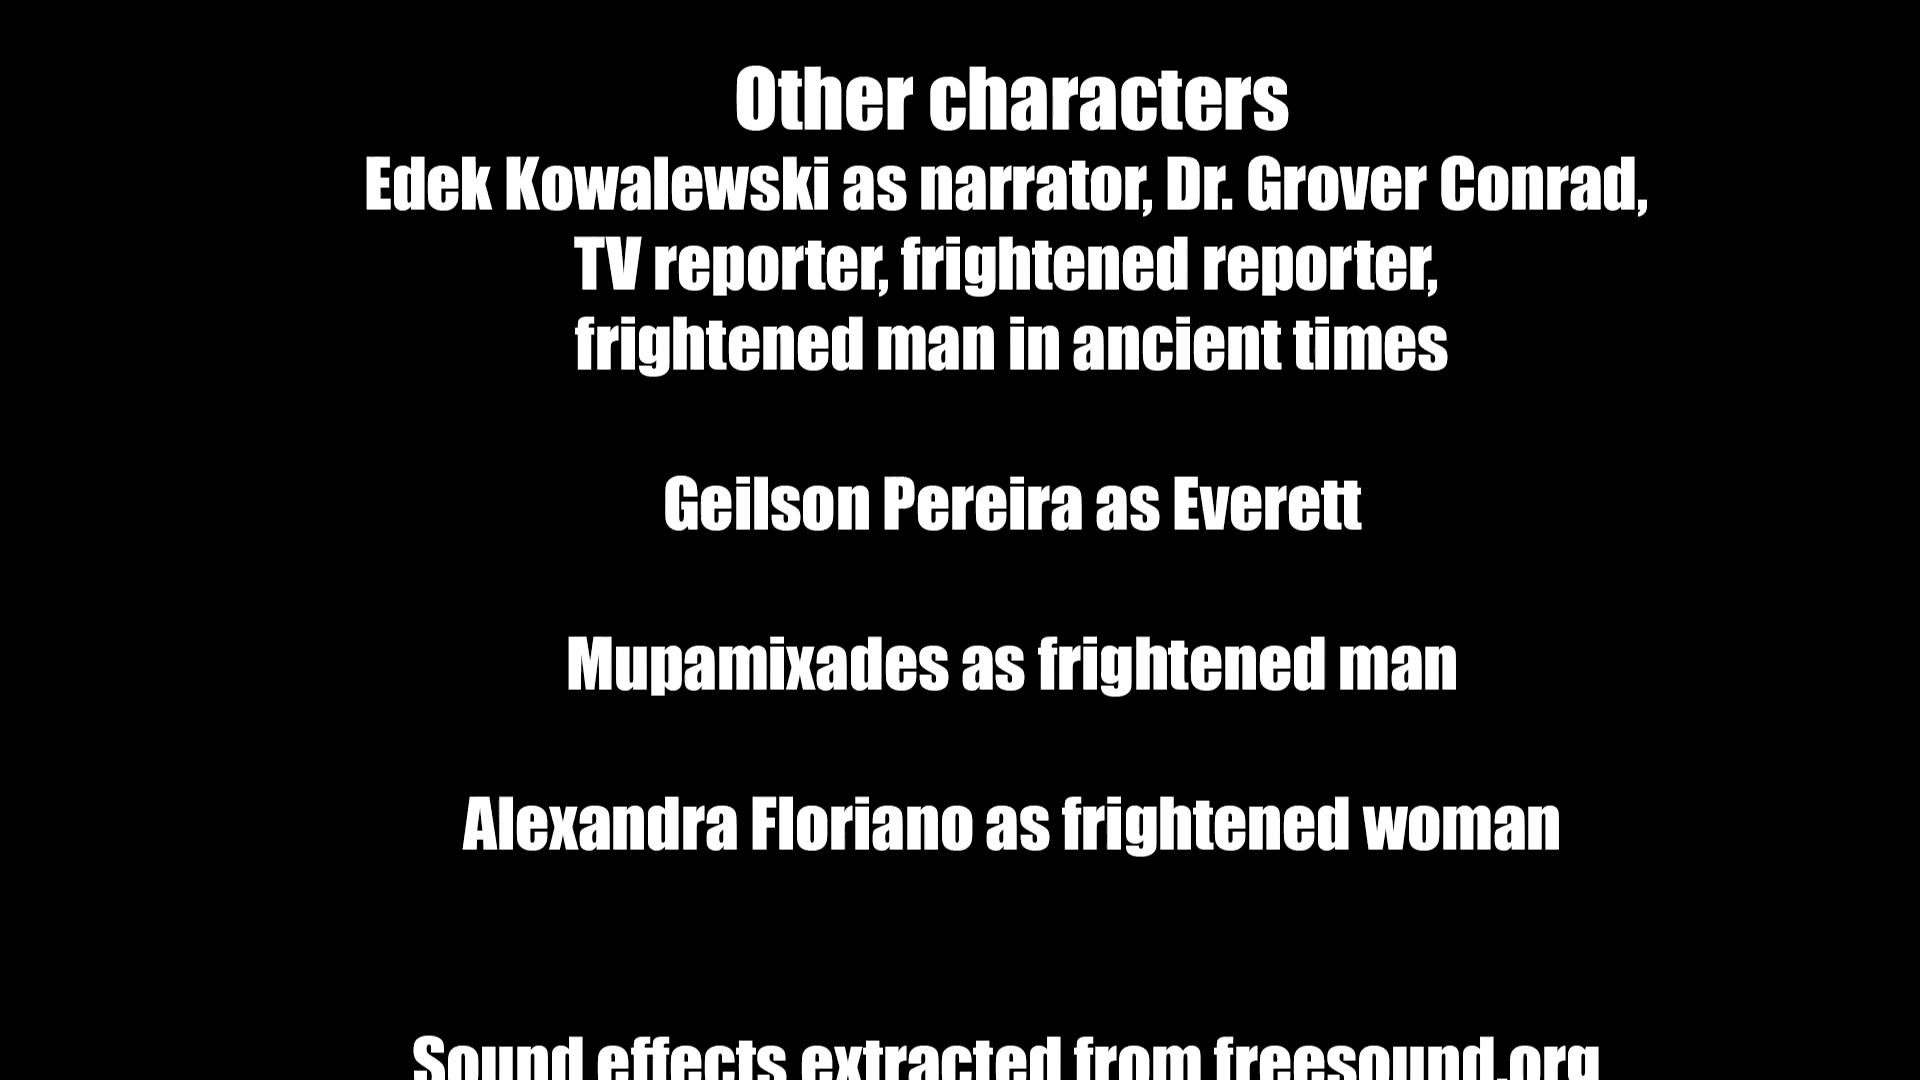 Other characters
Edek Kowalewski as narrator, Dr. Grover Conrad,
TV reporter, frightened reporter,
frightened man in ancient times
Geilson Pereira as Everett
Mupamixades as frightened man
Alexandra Floriano as frightened woman
Sound effects extracted from freesound.org